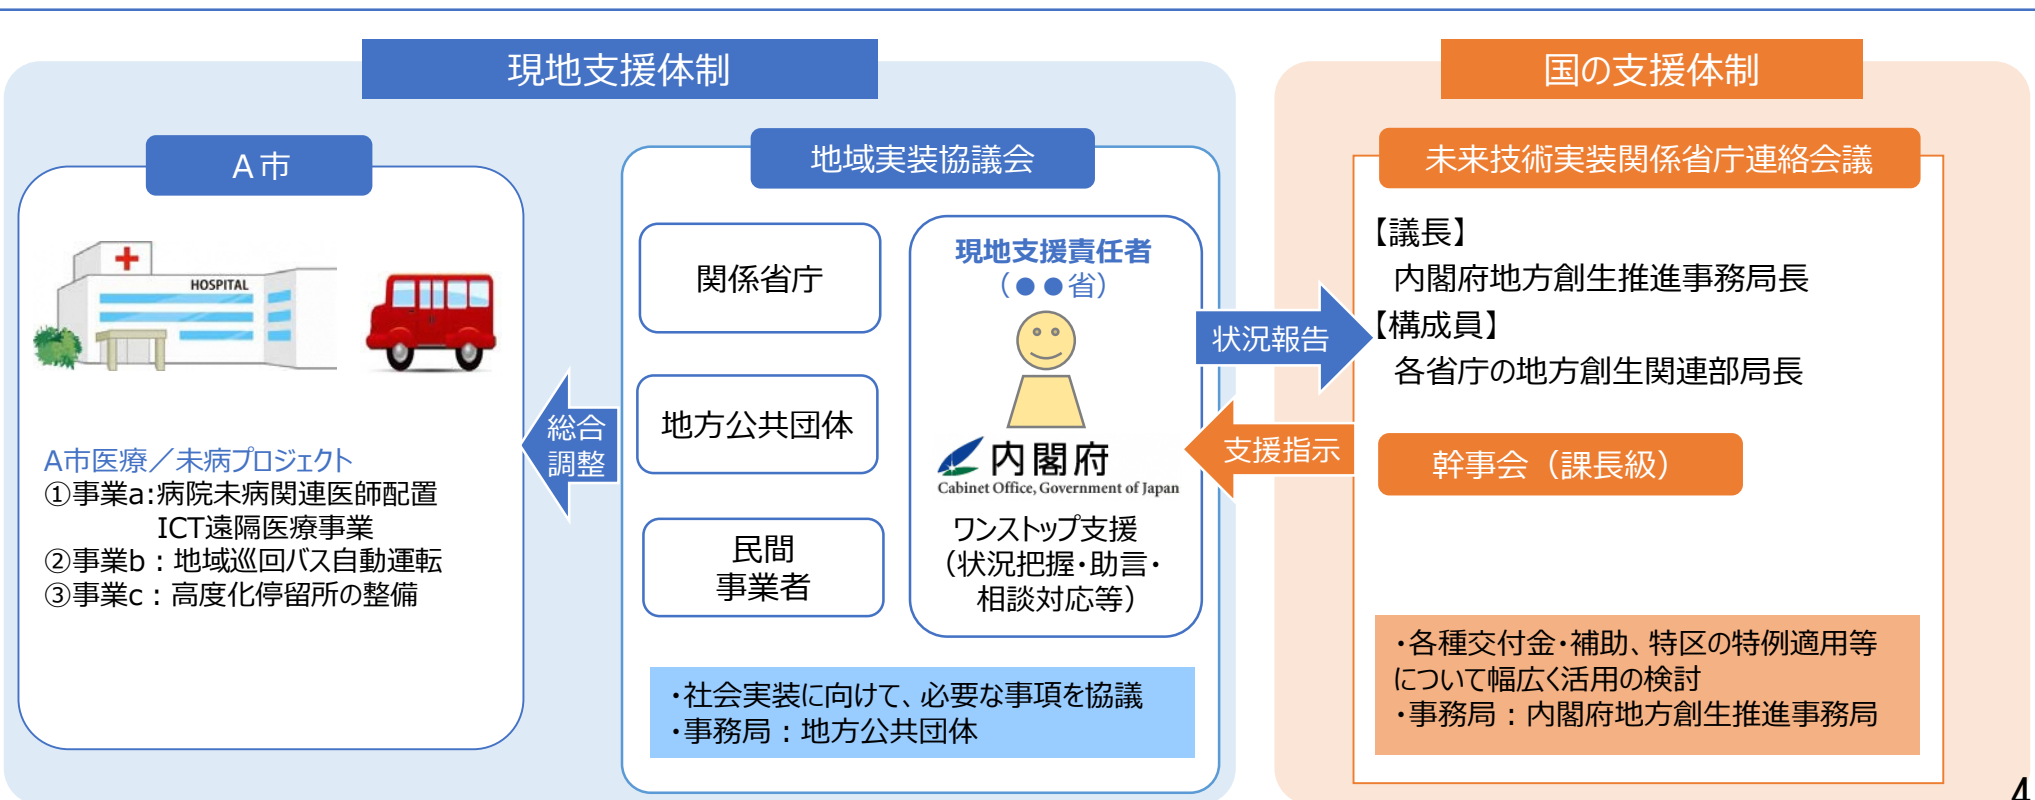 現地支援体制
A市
HOSPITAL
A市医療／未病プロジェクト
①事業a:病院未病関連医師配置
ICT遠隔医療事業
②事業b：地域巡回バス自動運転
③事業c：高度化停留所の整備
総合
調整
地域実装協議会
関係省庁
地方公共団体
民間
事業者
現地支援責任者
（●●省）
内閣府
Cabinet Office, Government of Japan
ワンストップ支援
（状況把握・助言・
相談対応等）
・社会実装に向けて、必要な事項を協議
・事務局：地方公共団体
状況報告
支援指示
国の支援体制
未来技術実装関係省庁連絡会議
【議長】
内閣府地方創生推進事務局長
【構成員】
各省庁の地方創生関連部局長
幹事会（課長級）
・各種交付金・補助、特区の特例適用等
について幅広く活用の検討
・事務局：内閣府地方創生推進事務局
4